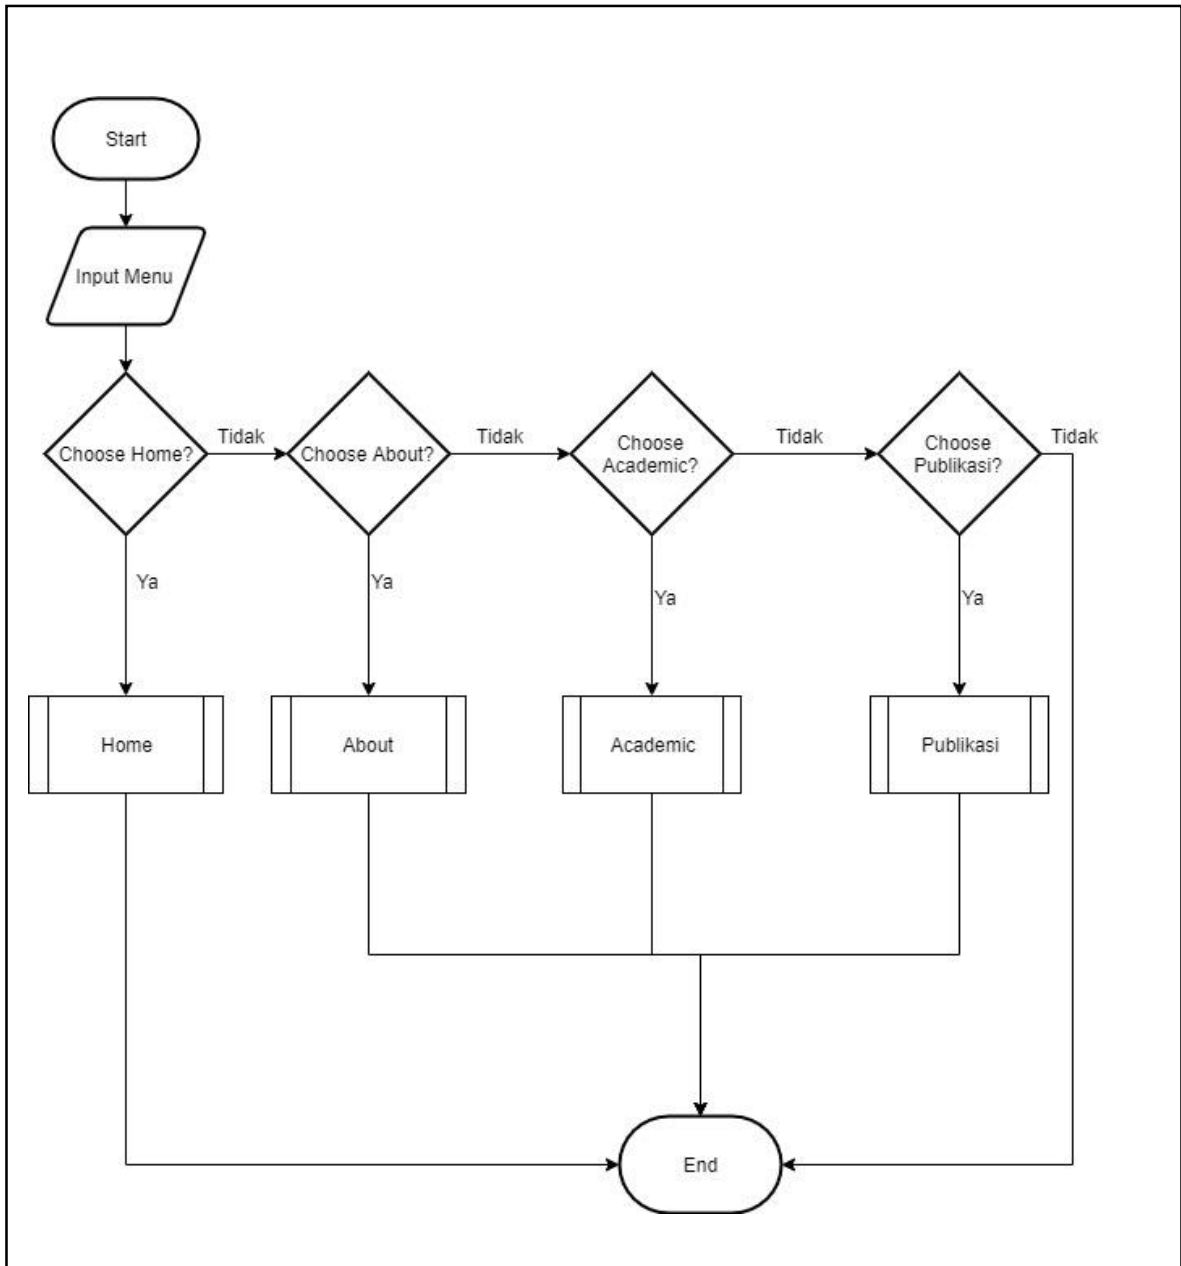 Start
Input Menu
Choose Home?
Tidak
Choose About?
Tidak
Choose
Academic?
Tidak
Choose
Publikasi?
Tidak
Ya
Ya
Ya
Ya
Home
About
Academic
Publikasi
End